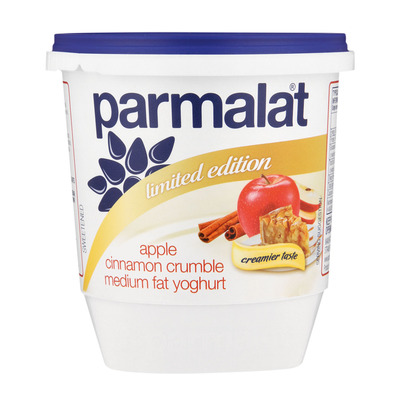 parmalat®
limited edition
apple
cinnamon crumble
medium fat yoghurt
creamier taste
SWEETENED